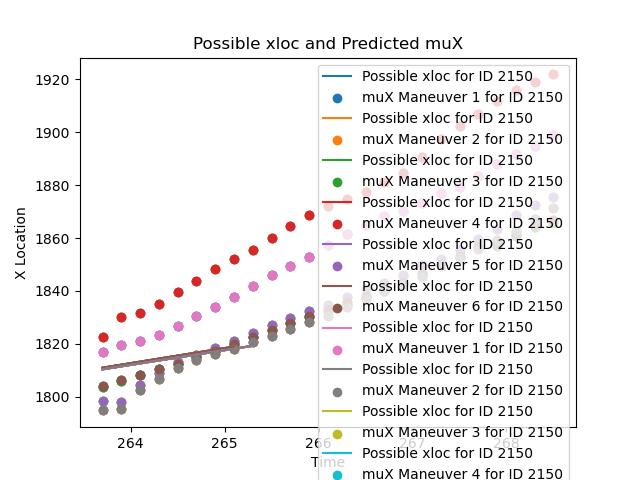 Possible xloc and Predicted muX
1920
1900
1880
1860
1840
1820
1800
X Location
264
265
266
267
268
Time
Possible xloc for ID 2150
muX Maneuver 1 for ID 2150
Possible xloc for ID 2150
muX Maneuver 2 for ID 2150
Possible xloc for ID 2150
muX Maneuver 3 for ID 2150
Possible xloc for ID 2150
muX Maneuver 4 for ID 2150
Possible xloc for ID 2150
muX Maneuver 5 for ID 2150
Possible xloc for ID 2150
muX Maneuver 6 for ID 2150
Possible xloc for ID 2150
muX Maneuver 1 for ID 2150
Possible xloc for ID 2150
muX Maneuver 2 for ID 2150
Possible xloc for ID 2150
muX Maneuver 3 for ID 2150
Possible xloc for ID 2150
muX Maneuver 4 for ID 2150